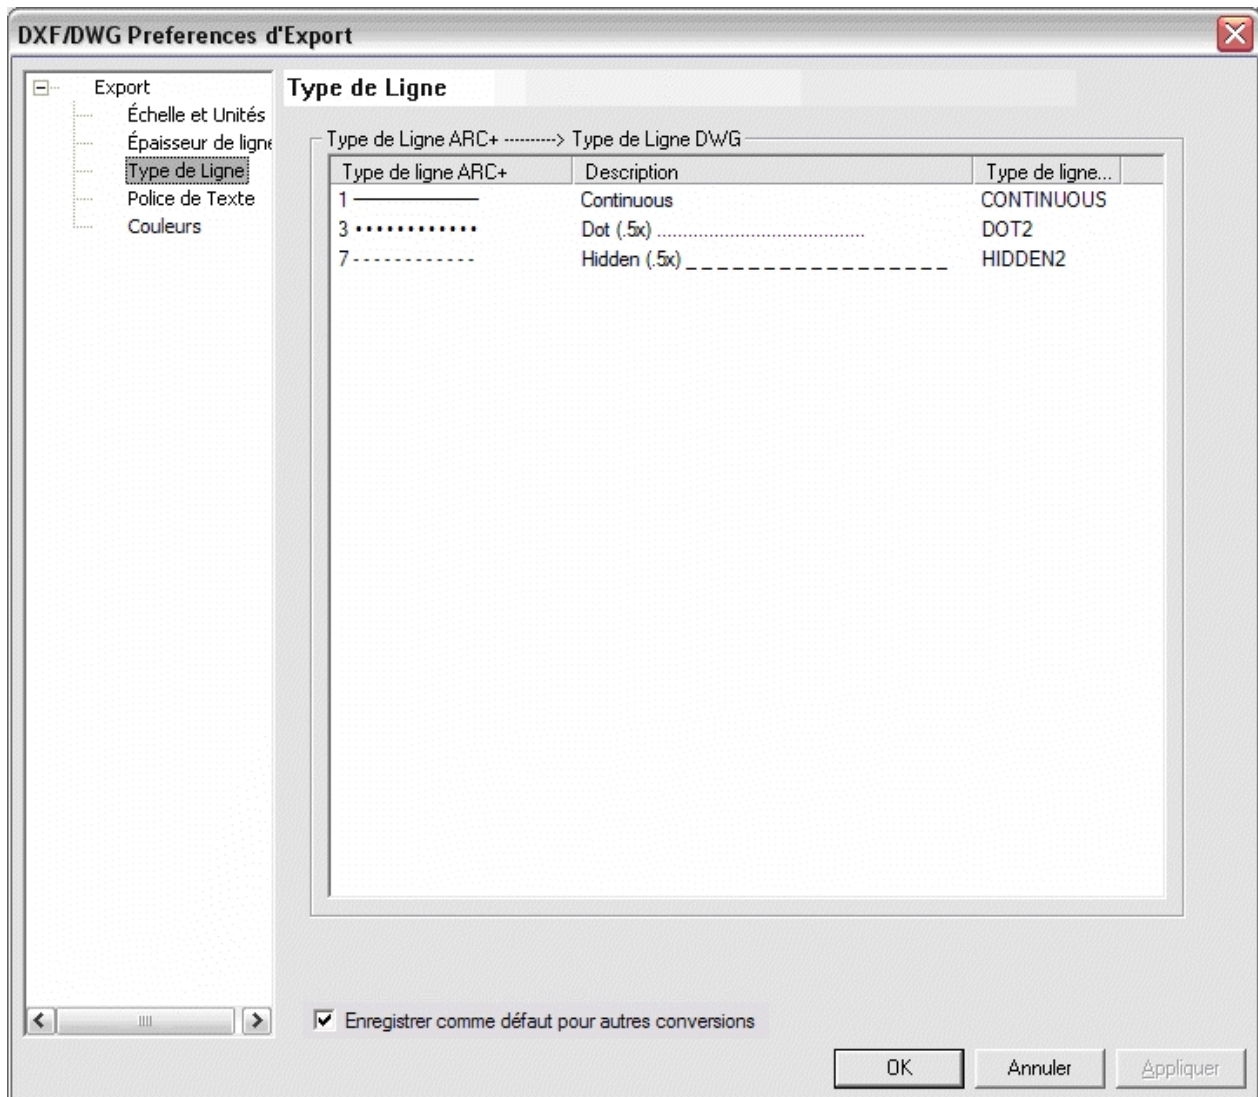 DXF/DWG Preferences d'Export
Export
Échelle et Unités
Épaisseur de ligne
Type de Ligne
Police de Texte
Couleurs
Type de Ligne
Type de Ligne ARC+ ---------> Type de Ligne DWG
Type de ligne ARC+ Description Type de ligne...
1 Continuous CONTINUOUS
3 Dot (.5x) DOT2
7 Hidden (.5x) HIDDEN2
Enregistrer comme défaut pour autres conversions
OK Annuler Appliquer